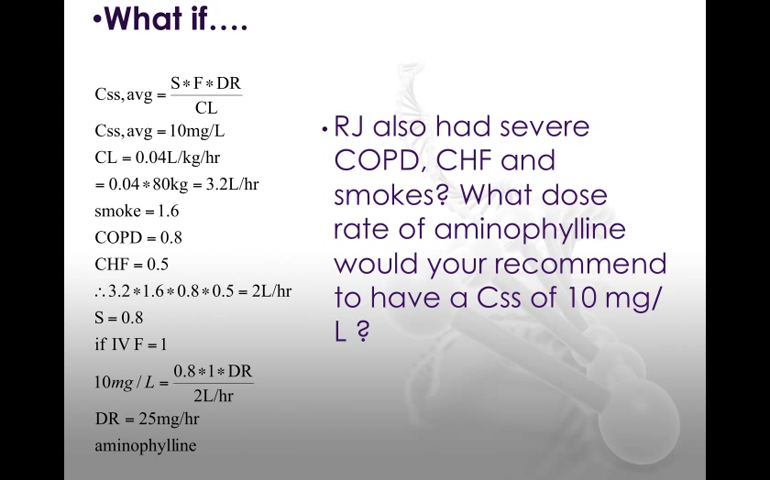 •What if….
Css,avg = S*F*DR / CL
Css,avg = 10mg/L
CL = 0.04L/kg/hr
= 0.04*80kg = 3.2L/hr
smoke = 1.6
COPD = 0.8
CHF = 0.5
∴3.2*1.6*0.8*0.5 = 2L/hr
S = 0.8
if IV F = 1
10mg / L = 0.8*1*DR / 2L/hr
DR = 25mg/hr
aminophylline
• RJ also had severe
COPD, CHF and
smokes? What dose
rate of aminophylline
would your recommend
to have a Css of 10 mg/
L ?